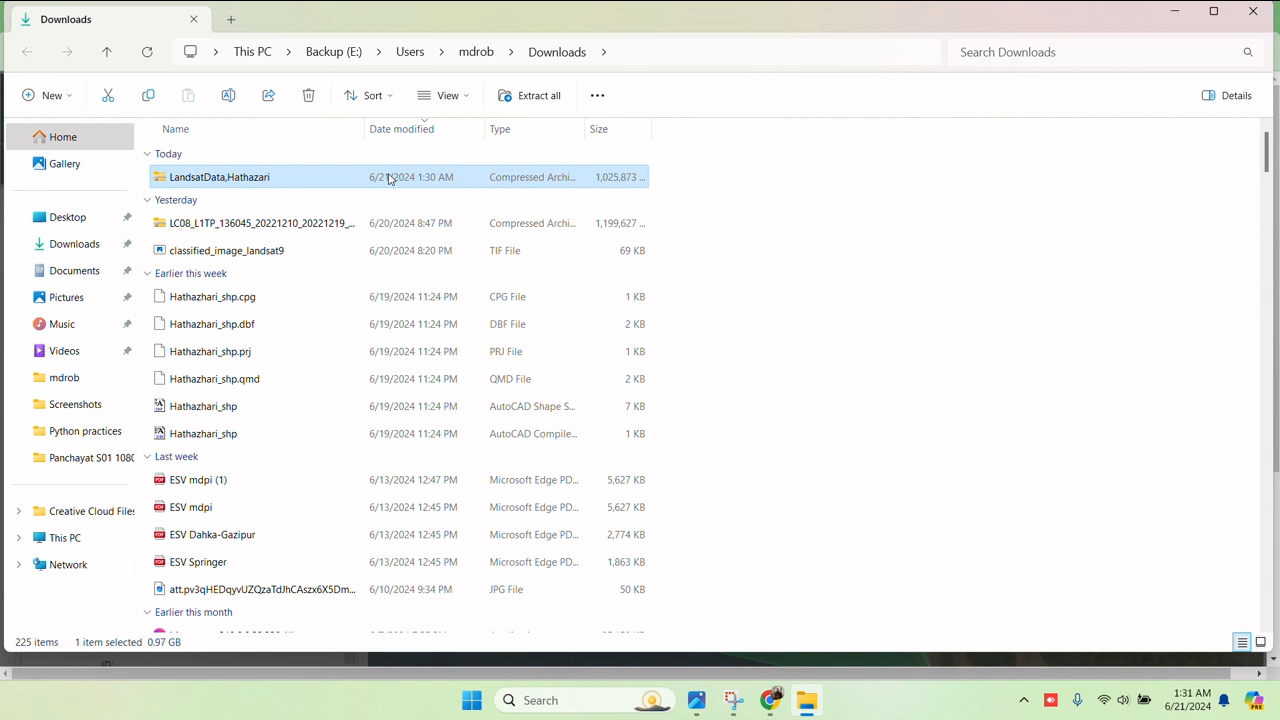 Downloads
This PC > Backup (E:) > Users > mdrob > Downloads >
Search Downloads
New
Sort
View
Extract all
Details
Home
Gallery
Desktop
Downloads
Documents
Pictures
Music
Videos
mdrob
Screenshots
Python practices
Panchayat S01 1080
Creative Cloud Files
This PC
Network
Name Date modified Type Size
Today
LandsatData,Hathazari 6/21/2024 1:30 AM Compressed Archi... 1,025,873 ...
Yesterday
LC08_L1TP_136045_20221210_20221219_... 6/20/2024 8:47 PM Compressed Archi... 1,199,627 ...
classified_image_landsat9 6/20/2024 8:20 PM TIF File 69 KB
Earlier this week
Hathazhari_shp.cpg 6/19/2024 11:24 PM CPG File 1 KB
Hathazhari_shp.dbf 6/19/2024 11:24 PM DBF File 2 KB
Hathazhari_shp.prj 6/19/2024 11:24 PM PRJ File 1 KB
Hathazhari_shp.qmd 6/19/2024 11:24 PM QMD File 2 KB
Hathazhari_shp 6/19/2024 11:24 PM AutoCAD Shape S... 7 KB
Hathazhari_shp 6/19/2024 11:24 PM AutoCAD Compile... 1 KB
Last week
ESV mdpi (1) 6/13/2024 12:47 PM Microsoft Edge PD... 5,627 KB
ESV mdpi 6/13/2024 12:45 PM Microsoft Edge PD... 5,627 KB
ESV Dahka-Gazipur 6/13/2024 12:45 PM Microsoft Edge PD... 2,774 KB
ESV Springer 6/13/2024 12:45 PM Microsoft Edge PD... 1,863 KB
att.pv3qHEDqyvUZQzaTdJhCAszx6X5Dm... 6/10/2024 9:34 PM JPG File 50 KB
Earlier this month
225 items 1 item selected 0.97 GB
Search
1:31 AM
6/21/2024